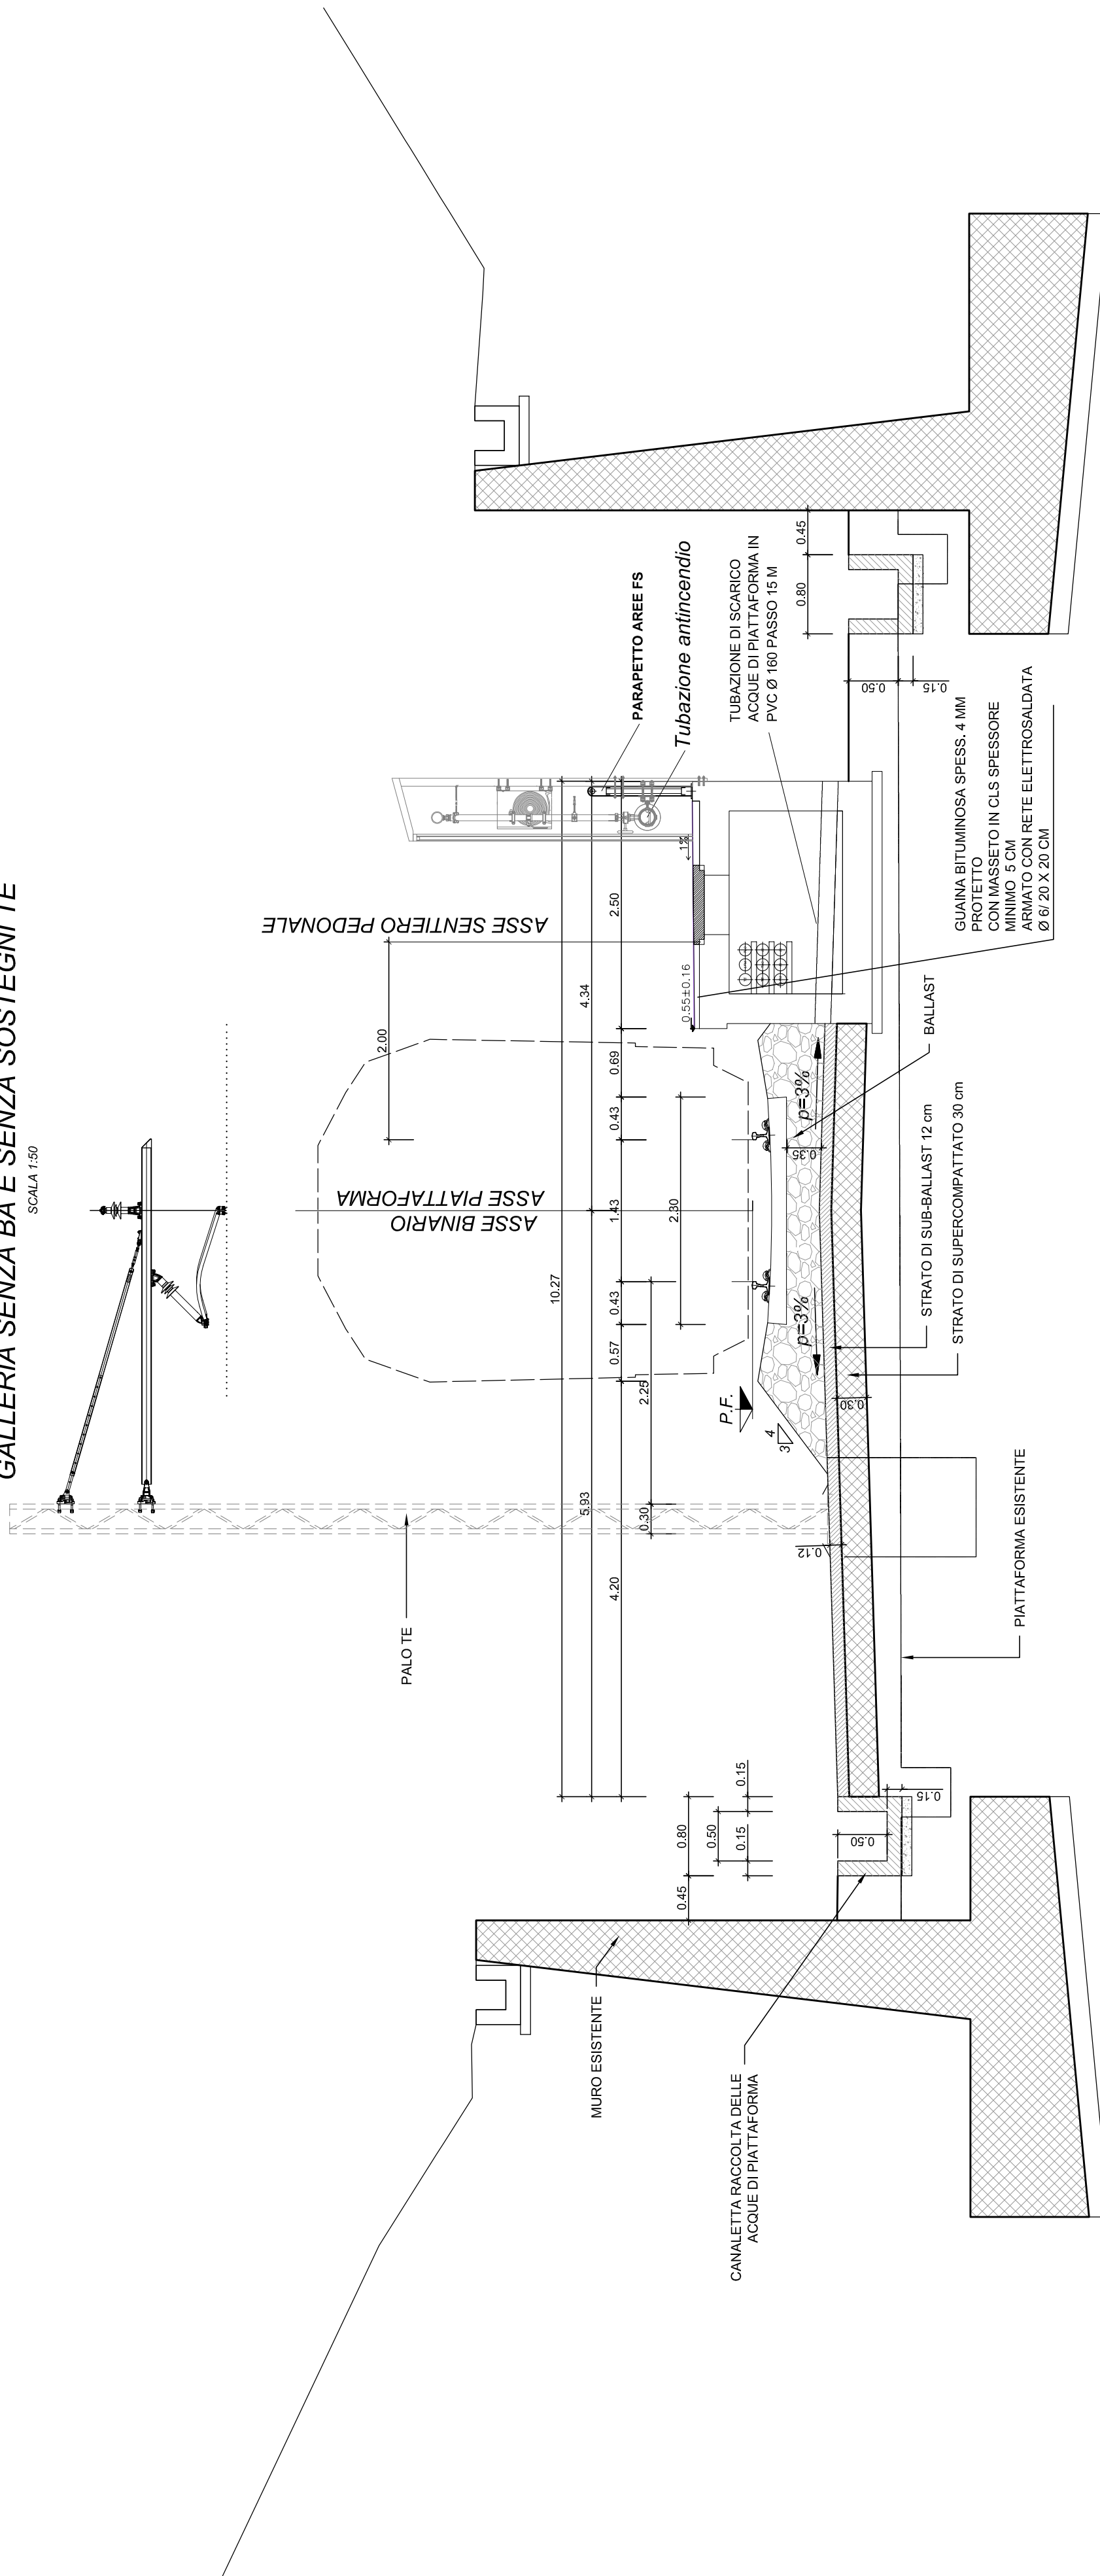 GALLERIA SENZA BA E SENZA SOSTEGNI TE
SCALA 1:50
PALO TE
ASSE SENTIERO PEDONALE
2.00
ASSE PIATTAFORMA
ASSE BINARIO
10.27
5.93
4.34
4.20
0.57
0.43
1.43
0.43
0.69
2.50
0.30
2.25
2.30
PARAPETTO AREE FS
Tubazione antincendio
TUBAZIONE DI SCARICO
ACQUE DI PIATTAFORMA IN
PVC Ø 160 PASSO 15 M
0.55±0.16
P.F.
4
3
p=3%
p=3%
0.35
0.30
0.12
0.45
0.80
0.50
0.15
0.15
0.50
0.15
0.80
0.45
0.50
0.15
MURO ESISTENTE
CANALETTA RACCOLTA DELLE
ACQUE DI PIATTAFORMA
BALLAST
STRATO DI SUB-BALLAST 12 cm
STRATO DI SUPERCOMPATTATO 30 cm
PIATTAFORMA ESISTENTE
GUAINA BITUMINOSA SPESS. 4 MM
PROTETTO
CON MASSETO IN CLS SPESSORE
MINIMO 5 CM
ARMATO CON RETE ELETTROSALDATA
Ø 6/ 20 X 20 CM